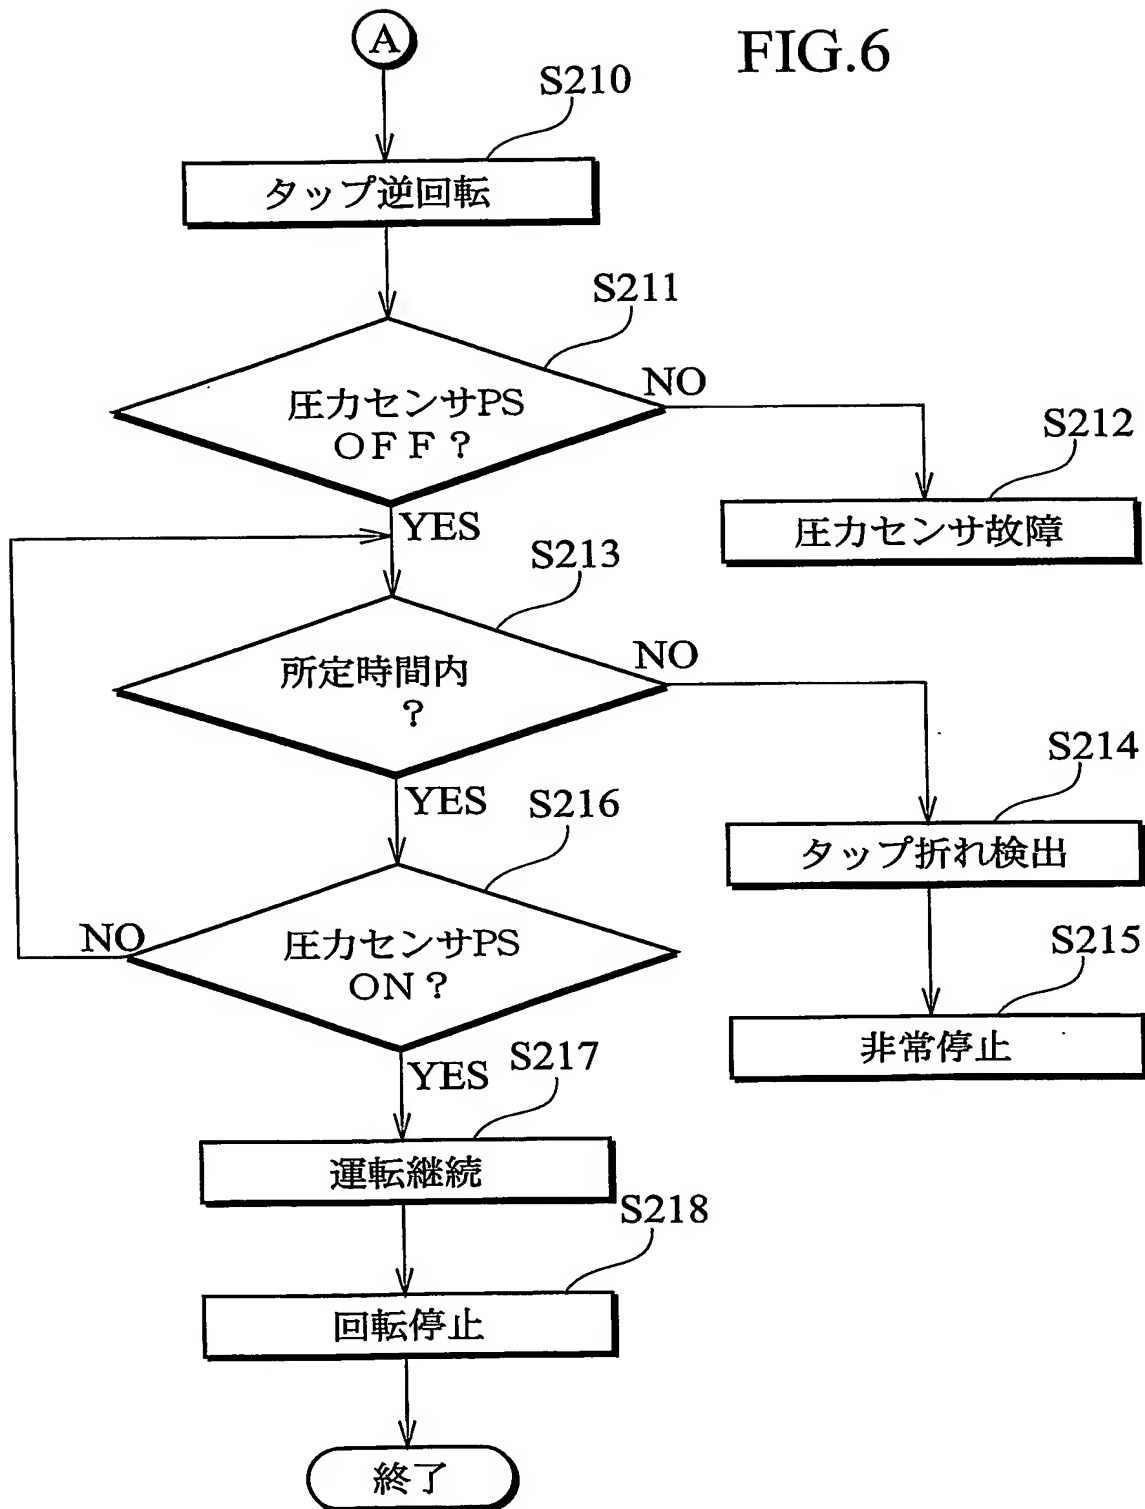 A
FIG.6
S210
タップ逆回転
S211
圧力センサPS
OFF？
NO
S212
圧力センサ故障
YES
S213
所定時間内
？
NO
S214
タップ折れ検出
YES
S216
圧力センサPS
ON？
NO
S215
非常停止
YES
S217
運転継続
S218
回転停止
終了